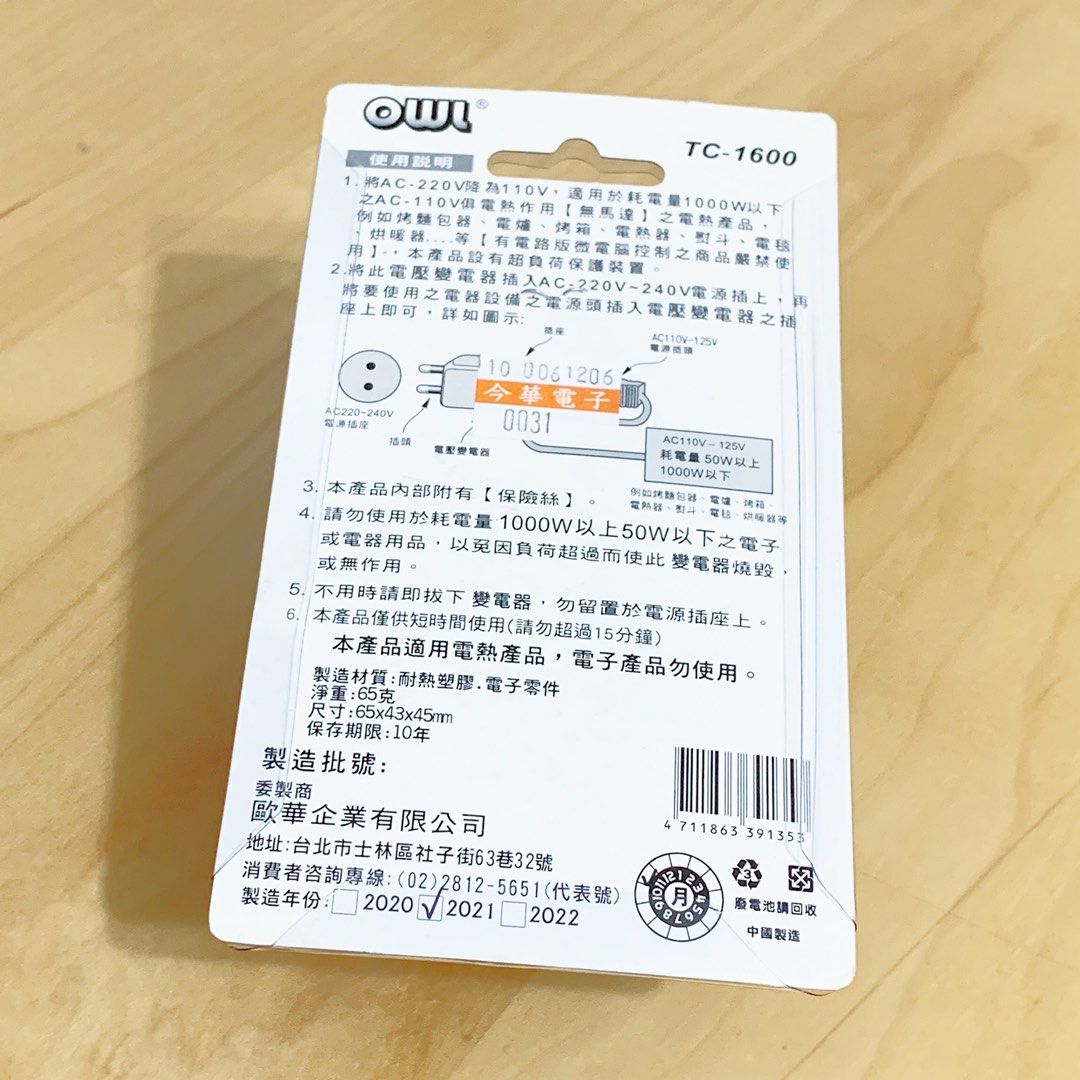 OWL®
TC-1600
使用説明
1. 將AC-220V降為110V，適用於耗電量1000W以下
之AC-110V俱電熱作用【無馬達】之電熱產品，
例如烤麵包器、電爐、烤箱、電熱器、熨斗、電毯
、烘暖器....等【有電路版微電腦控制之商品嚴禁使
用】-，本產品設有超負荷保護裝置。
2.將此電壓變電器插入AC-220V~240V電源插上，再
將要使用之電器設備之電源頭插入電壓變電器之插
座上即可，詳如圖示:
插座
AC110V-125V
電源插頭
10 0061206
今華電子
0031
AC220~240V
電源插座
插頭
電壓變電器
AC110V–125V
耗電量 50W以上
1000W以下
例如烤麵包器、電爐、烤箱、
電熱器、熨斗、電毯、烘暖器等
3. 本產品內部附有【保險絲】。
4. 請勿使用於耗電量1000W以上50W以下之電子
或電器用品，以免因負荷超過而使此 變電器燒毀，
或無作用。
5. 不用時請即拔下 變電器，勿留置於電源插座上。
6. 本產品僅供短時間使用(請勿超過15分鐘)
本產品適用電熱產品，電子產品勿使用。
製造材質:耐熱塑膠.電子零件
淨重:65克
尺寸:65x43x45mm
保存期限:10年
製造批號:
委製商
歐華企業有限公司
地址:台北市士林區社子街63巷32號
消費者咨詢專線:(02)2812-5651(代表號)
製造年份:□2020☑2021□2022
4 711863 391353
月
1 2 3 4 5 6 7 8 9 10 11 12
3
廢電池請回收
中國製造